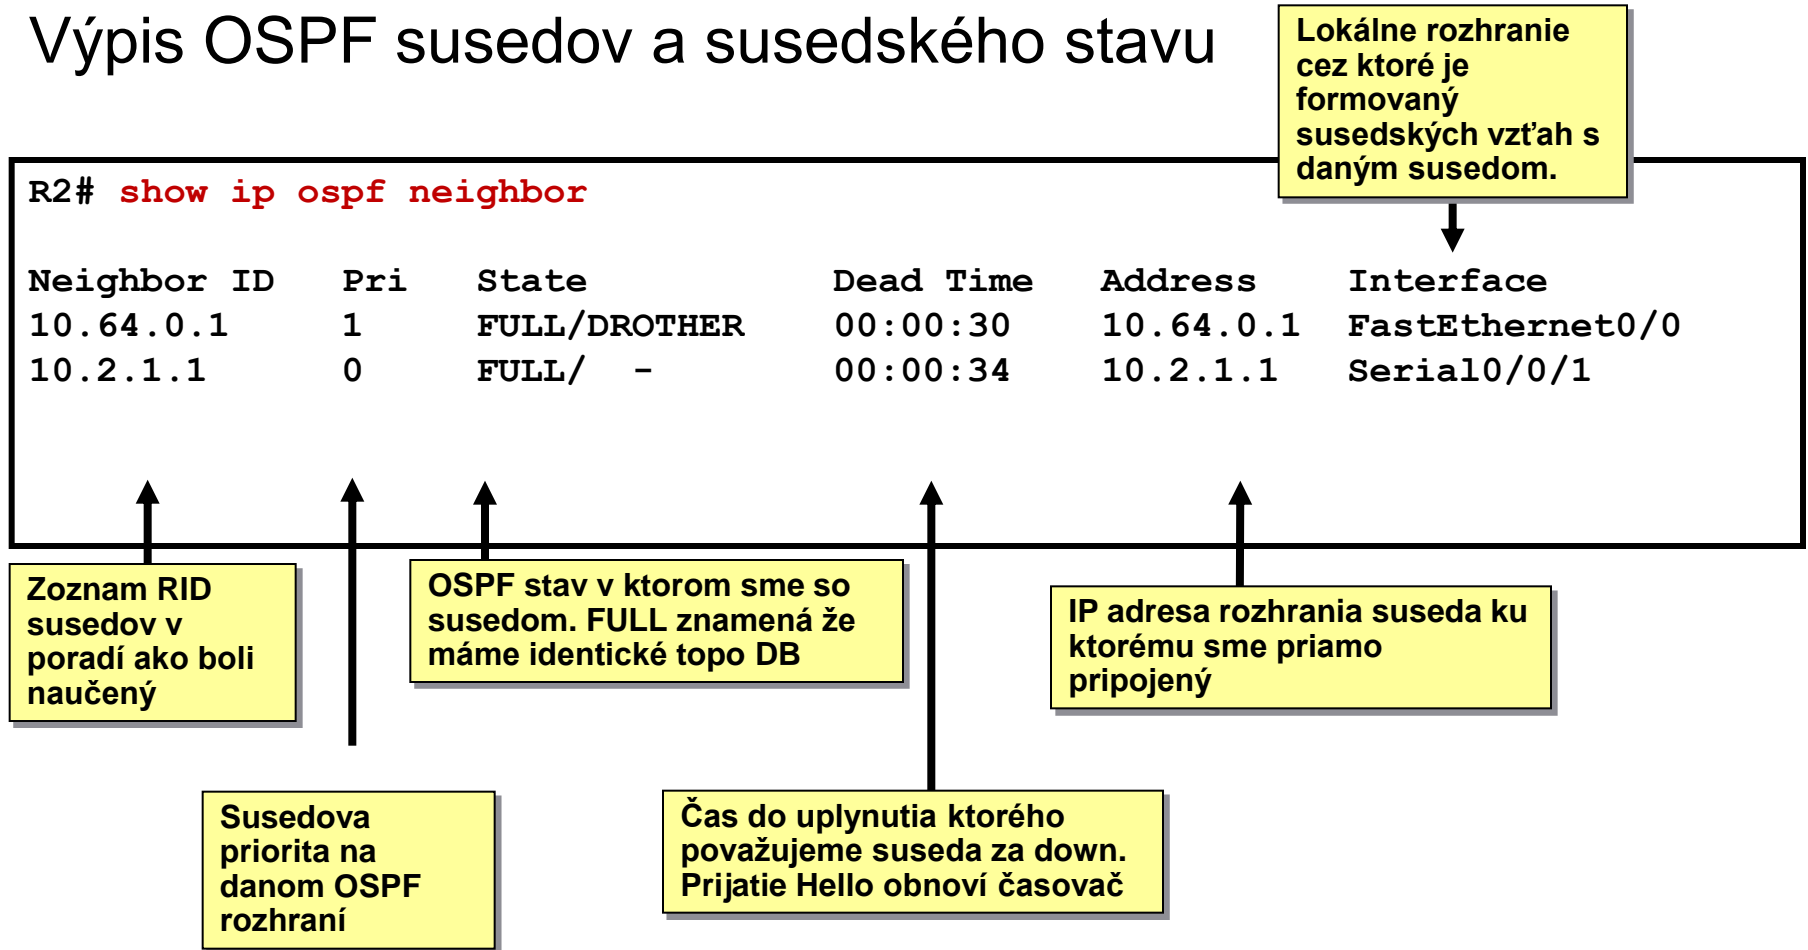 Výpis OSPF susedov a susedského stavu
Lokálne rozhranie
cez ktoré je
formovaný
susedských vzťah s
daným susedom.
R2# show ip ospf neighbor
Neighbor ID Pri State Dead Time Address Interface
10.64.0.1 1 FULL/DROTHER 00:00:30 10.64.0.1 FastEthernet0/0
10.2.1.1 0 FULL/ - 00:00:34 10.2.1.1 Serial0/0/1
Zoznam RID
susedov v
poradí ako boli
naučený
OSPF stav v ktorom sme so
susedom. FULL znamená že
máme identické topo DB
IP adresa rozhrania suseda ku
ktorému sme priamo
pripojený
Susedova
priorita na
danom OSPF
rozhraní
Čas do uplynutia ktorého
považujeme suseda za down.
Prijatie Hello obnoví časovač